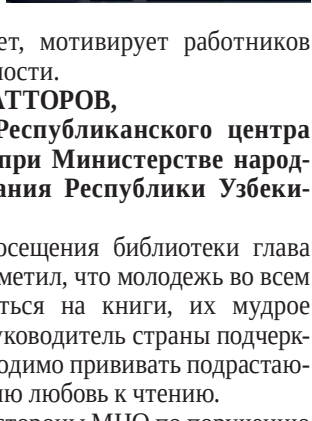 ет, мотивирует работников
ности.
АТТОРОВ,
Республиканского центра
при Министерстве народ-
ания Республики Узбеки-
осещения библиотеки глава
метил, что молодежь во всем
ться на книги, их мудрое
уководитель страны подчерк-
одимо прививать подрастаю-
ию любовь к чтению.
стороны МНО по поручению